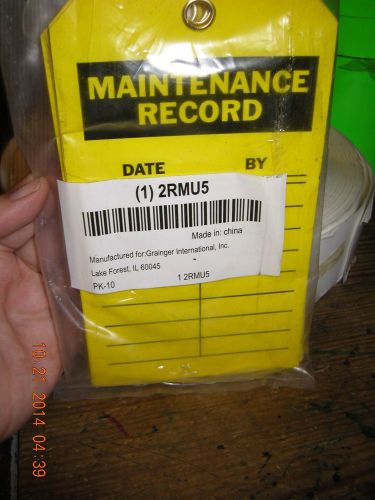 MAINTENANCE
RECORD
DATE BY
(1) 2RMU5
Made in: china
Manufactured for:Grainger International, Inc.
Lake Forest, IL 60045
PK-10 1 2RMU5
10 21 2014 04:39